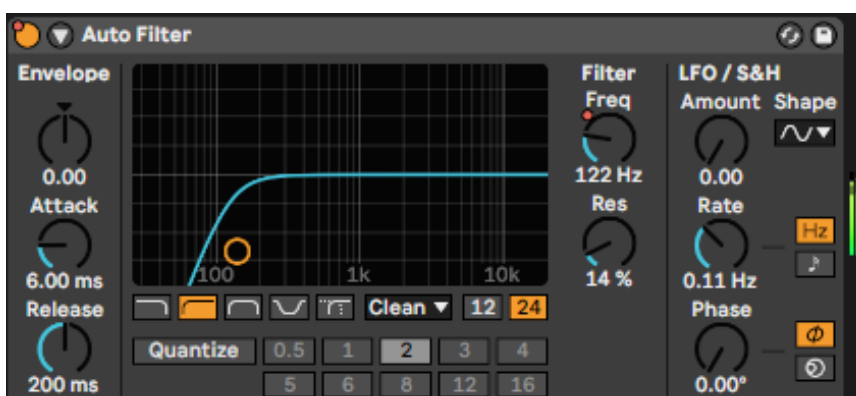 Auto Filter
Envelope
0.00
Attack
6.00 ms
Release
200 ms
100 1k 10k
Clean 12 24
Quantize 0.5 1 2 3 4
5 6 8 12 16
Filter
Freq
122 Hz
Res
14 %
LFO / S&H
Amount Shape
0.00
Rate
Hz
0.11 Hz
Phase
Φ
0.00°